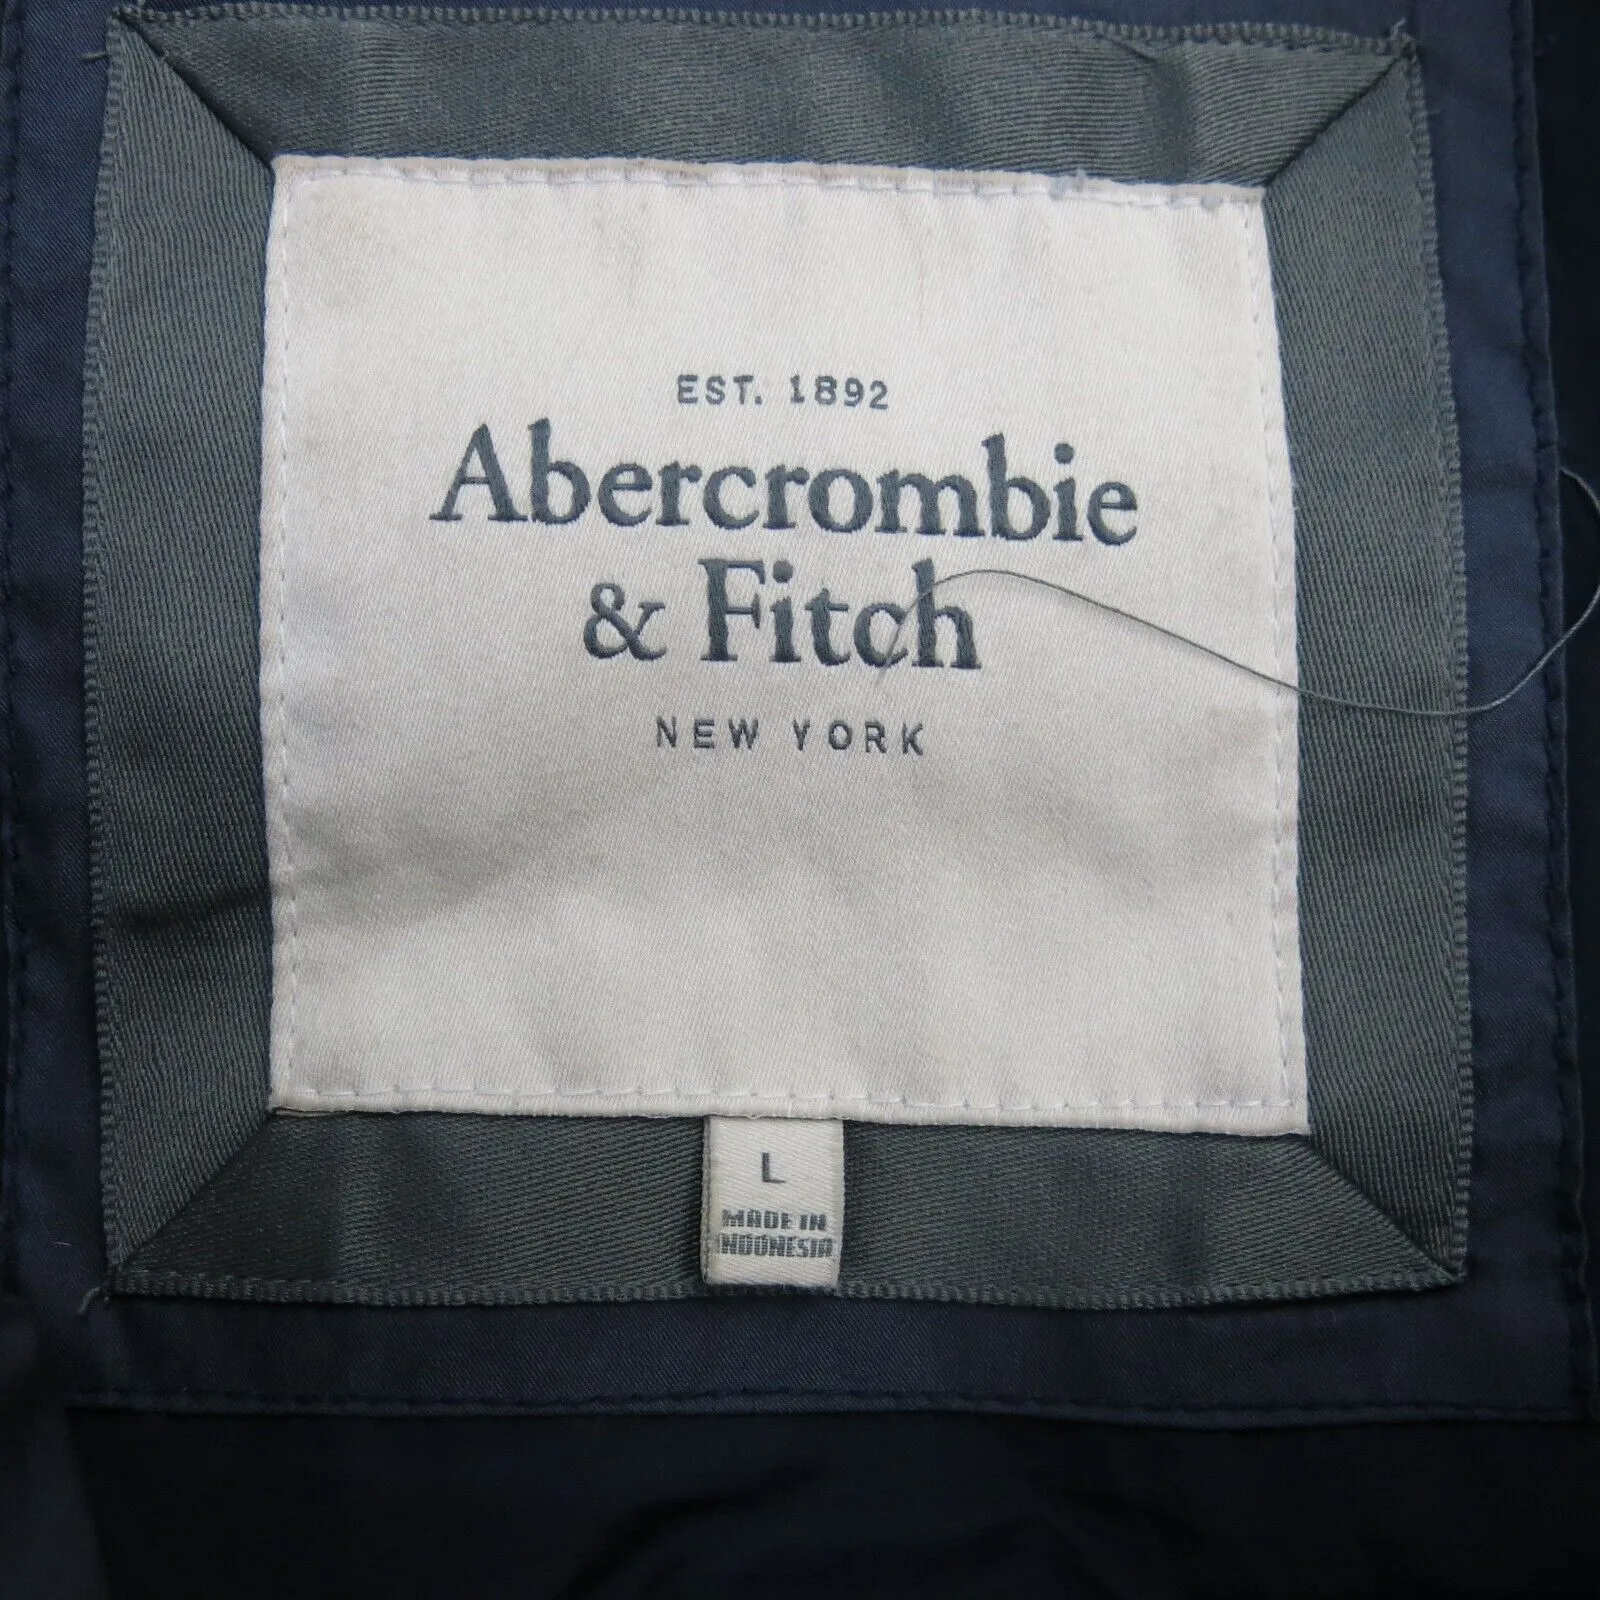 EST. 1892
Abercrombie
& Fitch
NEW YORK
L
MADE IN
INDONESIA